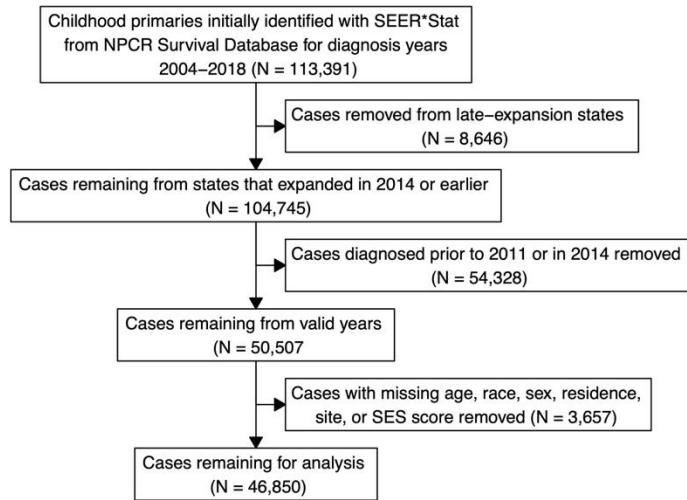 Childhood primaries initially identified with SEER*Stat
from NPCR Survival Database for diagnosis years
2004–2018 (N = 113,391)
Cases removed from late−expansion states
(N = 8,646)
Cases remaining from states that expanded in 2014 or earlier
(N = 104,745)
Cases diagnosed prior to 2011 or in 2014 removed
(N = 54,328)
Cases remaining from valid years
(N = 50,507
Cases with missing age, race, sex, residence,
site, or SES score removed (N = 3,657)
Cases remaining for analysis
(N = 46,850)